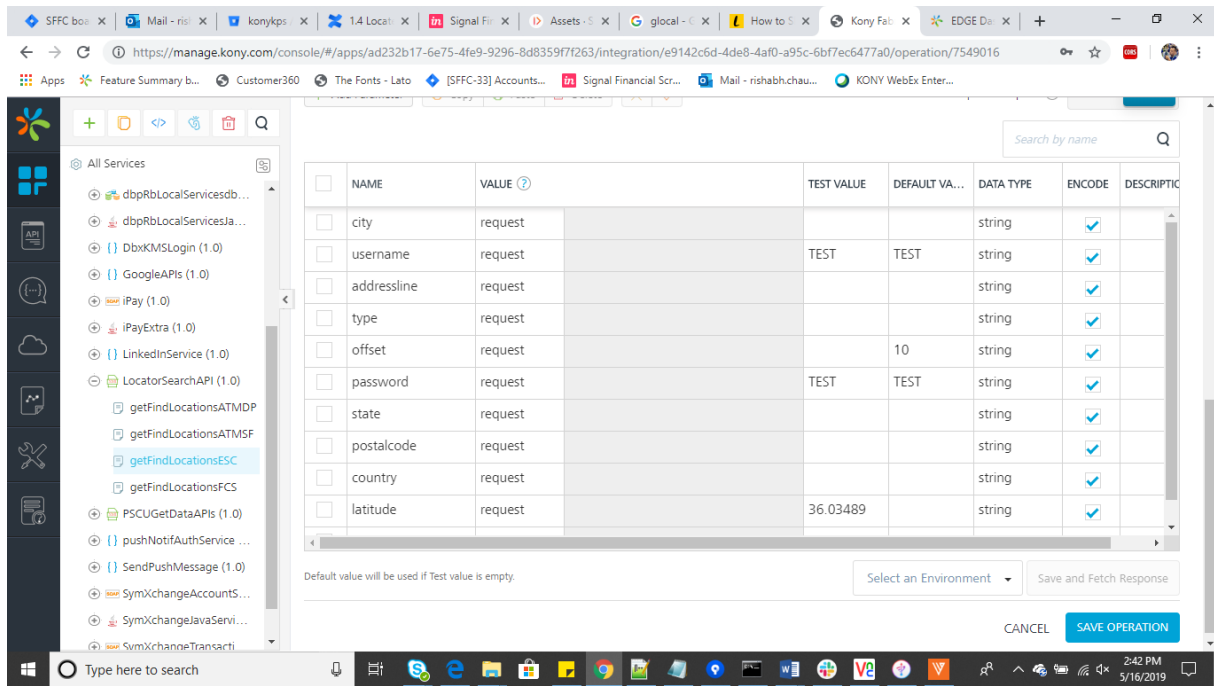 SFFC boa
Mail - rish
konykps
1.4 Locati
Signal Fin
Assets - S
glocal - G
How to S
Kony Fab
EDGE Da
https://manage.kony.com/console/#/apps/ad232b17-6e75-4fe9-9296-8d8359f7f263/integration/e9142c6d-4de8-4af0-a95c-6bf7ec6477a0/operation/7549016
CORS
Apps
Feature Summary b...
Customer360
The Fonts - Lato
[SFFC-33] Accounts...
Signal Financial Scr...
Mail - rishabh.chau...
KONY WebEx Enter...
Search by name
All Services
dbpRbLocalServicesdb...
dbpRbLocalServicesJa...
DbxKMSLogin (1.0)
GoogleAPIs (1.0)
iPay (1.0)
iPayExtra (1.0)
LinkedInService (1.0)
LocatorSearchAPI (1.0)
getFindLocationsATMDP
getFindLocationsATMSF
getFindLocationsESC
getFindLocationsFCS
PSCUGetDataAPIs (1.0)
pushNotifAuthService ...
SendPushMessage (1.0)
SymXchangeAccountS...
SymXchangeJavaServi...
SymXchangeTransacti
API
NAME VALUE ? TEST VALUE DEFAULT VA... DATA TYPE ENCODE DESCRIPTIC
city request string
username request TEST TEST string
addressline request string
type request string
offset request 10 string
password request TEST TEST string
state request string
postalcode request string
country request string
latitude request 36.03489 string
Default value will be used if Test value is empty.
Select an Environment
Save and Fetch Response
CANCEL
SAVE OPERATION
Type here to search
2:42 PM
5/16/2019